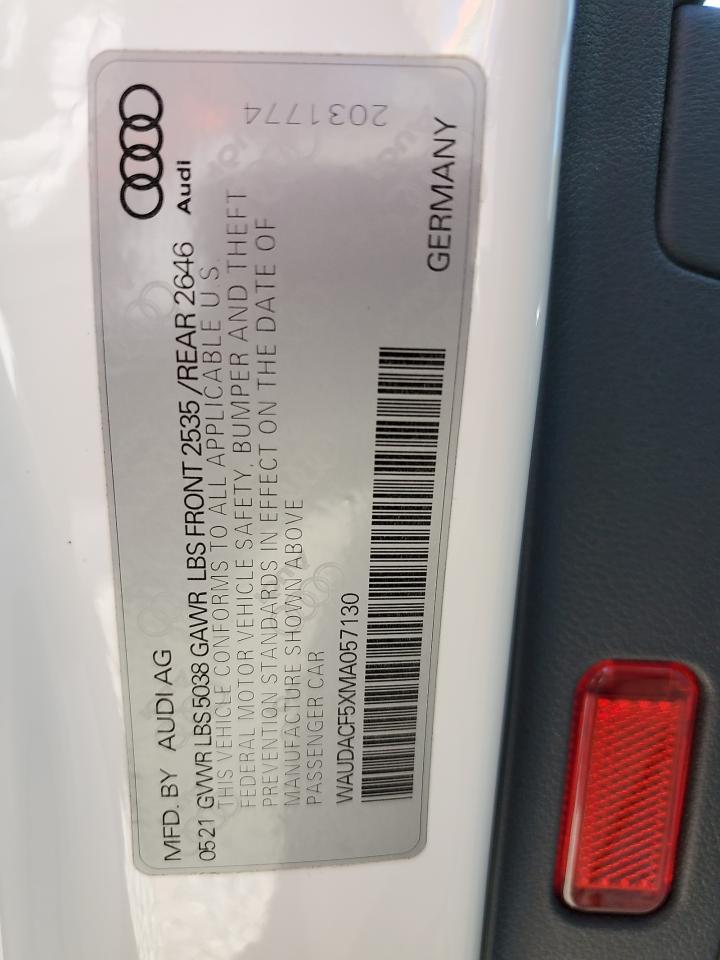 MFD. BY AUDI AG
0521 GVWR LBS 5038 GAWR LBS FRONT 2535 /REAR 2646
THIS VEHICLE CONFORMS TO ALL APPLICABLE U.S.
FEDERAL MOTOR VEHICLE SAFETY, BUMPER AND THEFT
PREVENTION STANDARDS IN EFFECT ON THE DATE OF
MANUFACTURE SHOWN ABOVE
PASSENGER CAR
WAUDACF5XMA057130
Audi
GERMANY
2031774